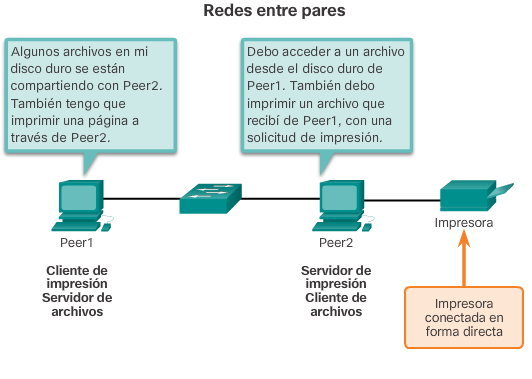 Redes entre pares
Algunos archivos en mi
disco duro se están
compartiendo con Peer2.
También tengo que
imprimir una página a
través de Peer2.
Debo acceder a un archivo
desde el disco duro de
Peer1. También debo
imprimir un archivo que
recibí de Peer1, con una
solicitud de impresión.
Peer1
Peer2
Impresora
Cliente de
impresión
Servidor de
archivos
Servidor de
impresión
Cliente de
archivos
Impresora
conectada en
forma directa